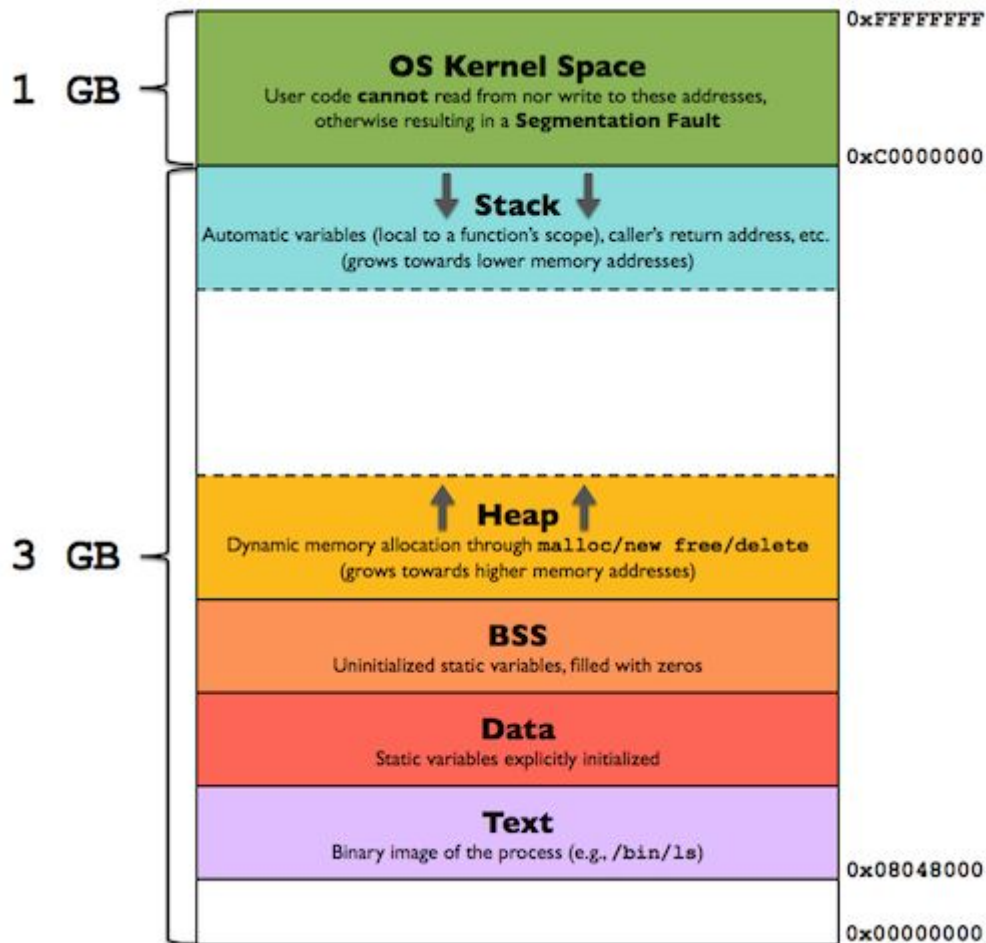 0xFFFFFFFF
OS Kernel Space
1 GB
User code cannot read from nor write to these addresses,
otherwise resulting in a Segmentation Fault
0xC0000000
Stack
Automatic variables (local to a function's scope), caller's return address, etc.
(grows towards lower memory addresses)
Heap
3 GB
Dynamic memory allocation through malloc/new free/delete
(grows towards higher memory addresses)
BSS
Uninitialized static variables, filled with zeros
Data
Static variables explicitly initialized
Text
Binary image of the process (e.g., /bin/ls)
0x08048000
0x00000000